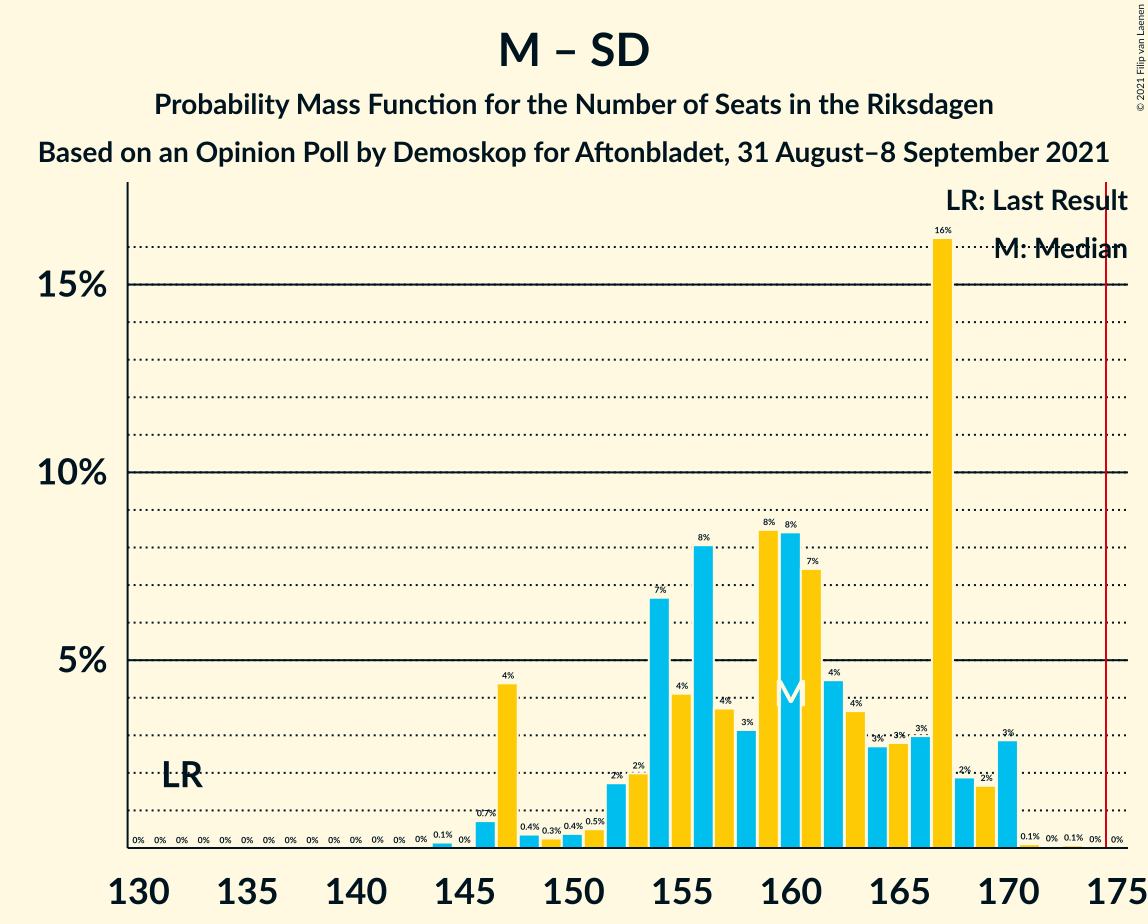 M – SD
Probability Mass Function for the Number of Seats in the Riksdagen
Based on an Opinion Poll by Demoskop for Aftonbladet, 31 August–8 September 2021
© 2021 Filip van Laenen
LR: Last Result
M: Median
15%
10%
5%
16%
8% 8%
8%
7%
7%
4%
4%
4%
4%
4%
3%
3% 3% 3%
3%
2% 2%
2% 2%
LR
M
0% 0% 0% 0% 0% 0% 0% 0% 0% 0% 0% 0% 0% 0% 0.1% 0% 0.7% 0.4% 0.3% 0.4% 0.5% 0.1% 0% 0.1% 0% 0%
130 135 140 145 150 155 160 165 170 175